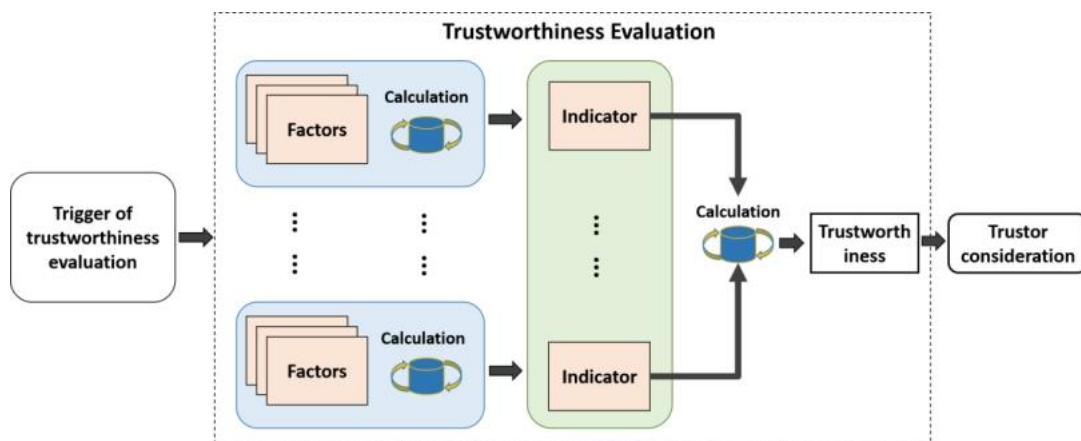 Trustworthiness Evaluation
Calculation
Factors
Indicator
Trigger of
trustworthiness
evaluation
Calculation
Trustworth
iness
Trustor
consideration
Calculation
Factors
Indicator